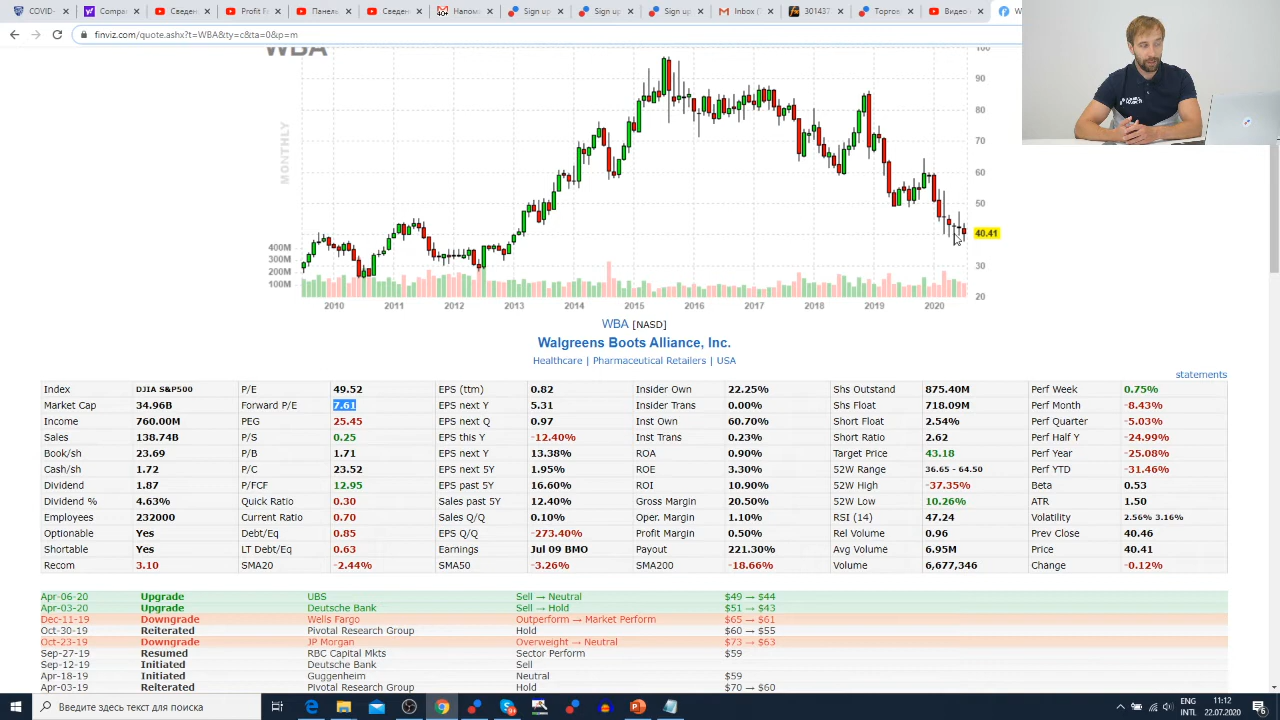 COVID- Compar Сведен Profit F Панел Сведен 40+ Нович Sign up Sign up Sign up Inbox ( 301437 Торгов Видео W
finviz.com/quote.ashx?t=WBA&ty=c&ta=0&p=m
WBA
100
90
80
70
60
50
40.41
30
20
MONTHLY
400M
300M
200M
100M
2010 2011 2012 2013 2014 2015 2016 2017 2018 2019 2020
WBA [NASD]
Walgreens Boots Alliance, Inc.
Healthcare | Pharmaceutical Retailers | USA
statements
Index DJIA S&P500 P/E 49.52 EPS (ttm) 0.82 Insider Own 22.25% Shs Outstand 875.40M Perf Week 0.75%
Market Cap 34.96B Forward P/E 7.61 EPS next Y 5.31 Insider Trans 0.00% Shs Float 718.09M Perf Month -8.43%
Income 760.00M PEG 25.45 EPS next Q 0.97 Inst Own 60.70% Short Float 2.54% Perf Quarter -5.03%
Sales 138.74B P/S 0.25 EPS this Y -12.40% Inst Trans 0.23% Short Ratio 2.62 Perf Half Y -24.99%
Book/sh 23.69 P/B 1.71 EPS next Y 13.38% ROA 0.90% Target Price 43.18 Perf Year -25.08%
Cash/sh 1.72 P/C 23.52 EPS next 5Y 1.95% ROE 3.30% 52W Range 36.65 - 64.50 Perf YTD -31.46%
Dividend 1.87 P/FCF 12.95 EPS past 5Y 16.60% ROI 10.90% 52W High -37.35% Beta 0.53
Dividend % 4.63% Quick Ratio 0.30 Sales past 5Y 12.40% Gross Margin 20.50% 52W Low 10.26% ATR 1.50
Employees 232000 Current Ratio 0.70 Sales Q/Q 0.10% Oper. Margin 1.10% RSI (14) 47.24 Volatility 2.56% 3.16%
Optionable Yes Debt/Eq 0.85 EPS Q/Q -273.40% Profit Margin 0.50% Rel Volume 0.96 Prev Close 40.46
Shortable Yes LT Debt/Eq 0.63 Earnings Jul 09 BMO Payout 221.30% Avg Volume 6.95M Price 40.41
Recom 3.10 SMA20 -2.44% SMA50 -3.26% SMA200 -18.66% Volume 6,677,346 Change -0.12%
Apr-06-20 Upgrade UBS Sell → Neutral $49 → $44
Apr-03-20 Upgrade Deutsche Bank Sell → Hold $51 → $43
Dec-11-19 Downgrade Wells Fargo Outperform → Market Perform $65 → $61
Oct-30-19 Reiterated Pivotal Research Group Hold $60 → $55
Oct-23-19 Downgrade JP Morgan Overweight → Neutral $73 → $63
Sep-27-19 Resumed RBC Capital Mkts Sector Perform $59
Sep-12-19 Initiated Deutsche Bank Sell
Apr-18-19 Initiated Guggenheim Neutral $59
Apr-03-19 Reiterated Pivotal Research Group Hold $70 → $60
Введите здесь текст для поиска
ENG
INTL
11:12
22.07.2020